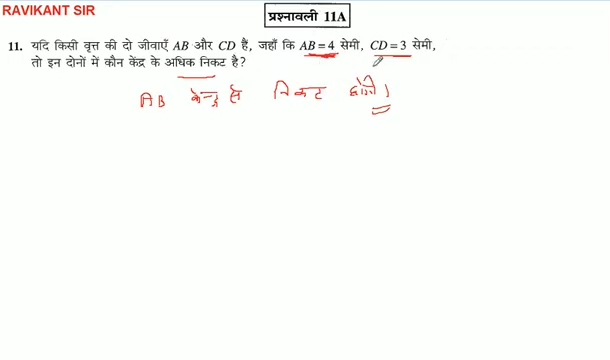 RAVIKANT SIR
प्रश्नावली 11A
11. यदि किसी वृत्त की दो जीवाएँ AB और CD हैं, जहाँ कि AB = 4 सेमी, CD = 3 सेमी,
तो इन दोनों में कौन केंद्र के अधिक निकट है?
AB केन्द्र से निकट होगी।